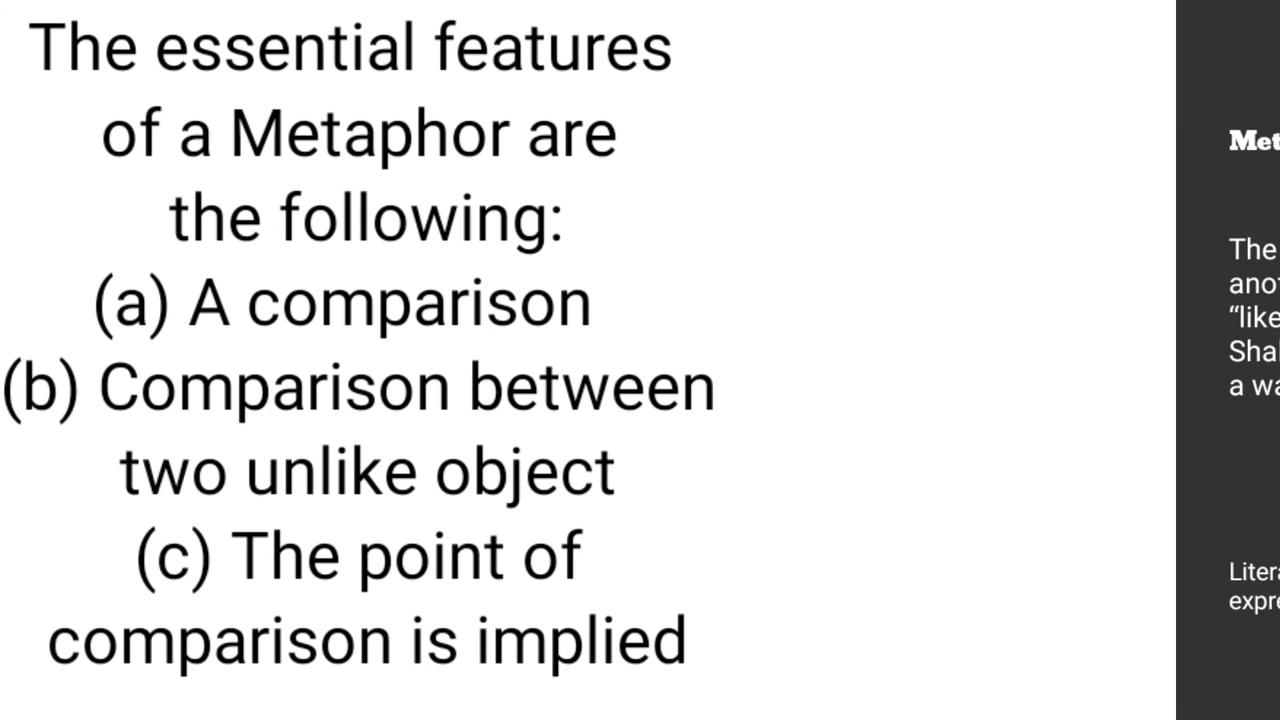 The essential features
of a Metaphor are
the following:
(a) A comparison
(b) Comparison between
two unlike object
(c) The point of
comparison is implied
The
a